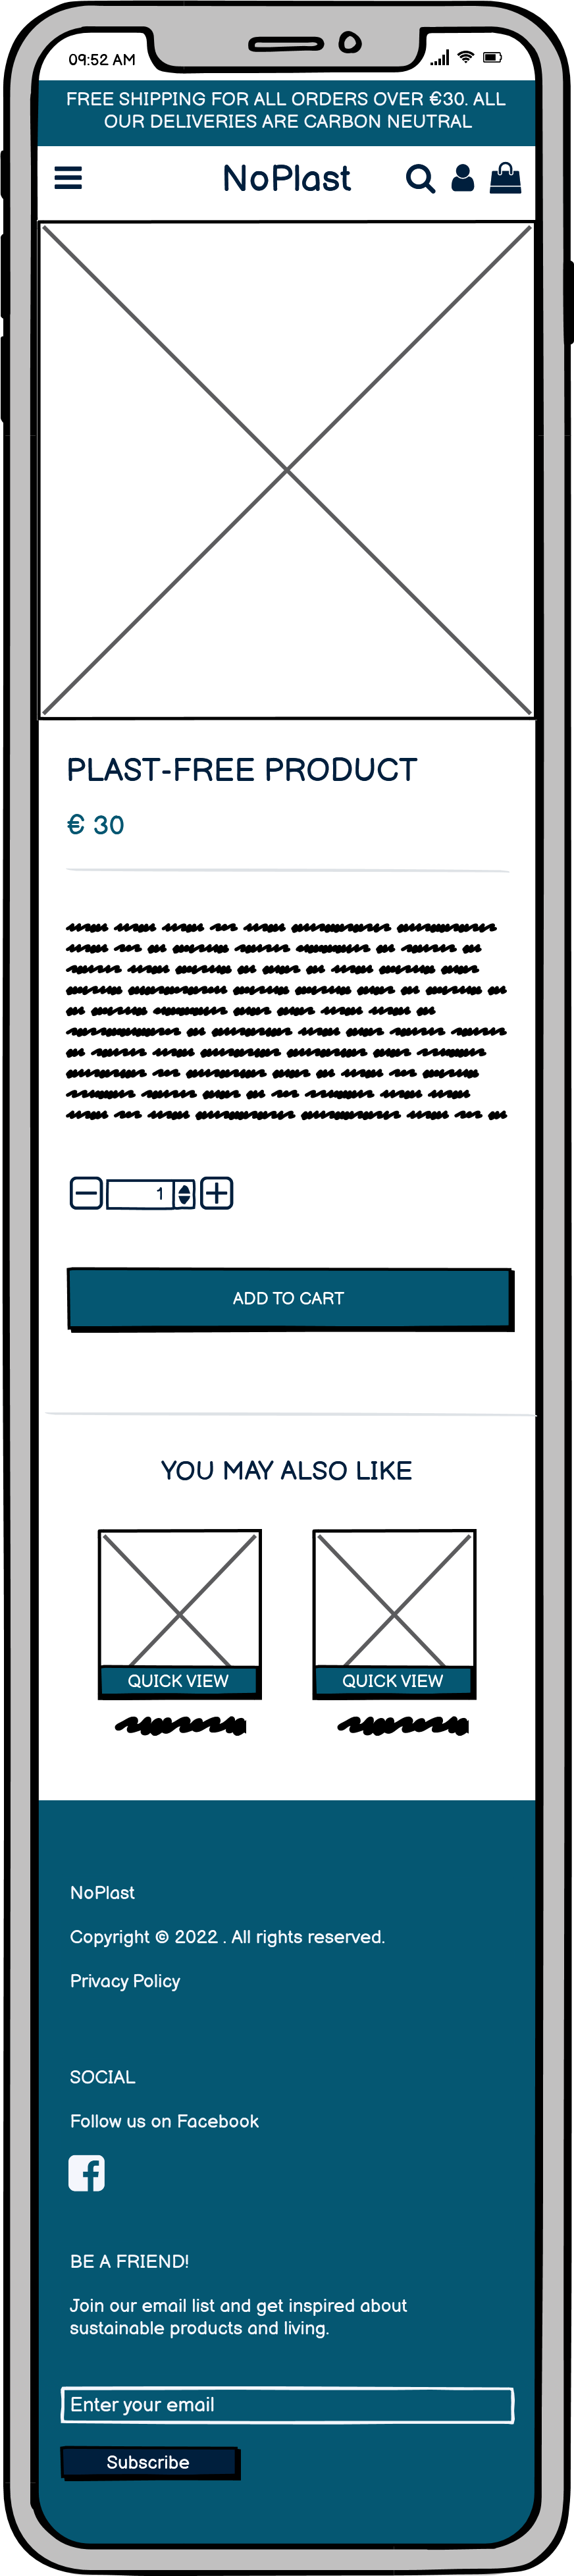 09:52 AM
FREE SHIPPING FOR ALL ORDERS OVER €30. ALL
OUR DELIVERIES ARE CARBON NEUTRAL
NoPlast
PLAST-FREE PRODUCT
€ 30
1
ADD TO CART
YOU MAY ALSO LIKE
QUICK VIEW QUICK VIEW
NoPlast
Copyright © 2022 . All rights reserved.
Privacy Policy
SOCIAL
Follow us on Facebook
BE A FRIEND!
Join our email list and get inspired about
sustainable products and living.
Enter your email
Subscribe